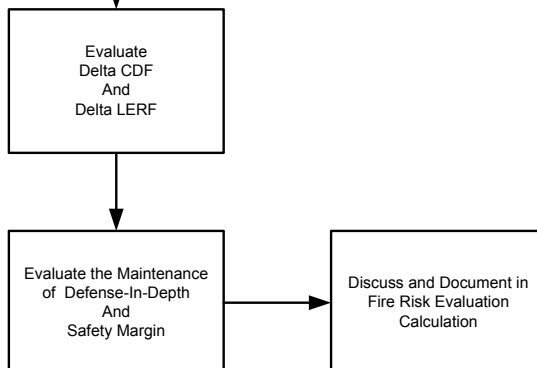 Evaluate
Delta CDF
And
Delta LERF
Evaluate the Maintenance
of Defense-In-Depth
And
Safety Margin
Discuss and Document in
Fire Risk Evaluation
Calculation